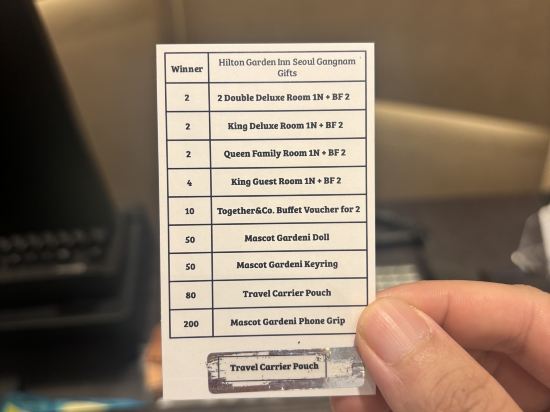 Winner Hilton Garden Inn Seoul Gangnam
Gifts
2 2 Double Deluxe Room 1N + BF 2
2 King Deluxe Room 1N + BF 2
2 Queen Family Room 1N + BF 2
4 King Guest Room 1N + BF 2
10 Together&Co. Buffet Voucher for 2
50 Mascot Gardeni Doll
50 Mascot Gardeni Keyring
80 Travel Carrier Pouch
200 Mascot Gardeni Phone Grip
Travel Carrier Pouch